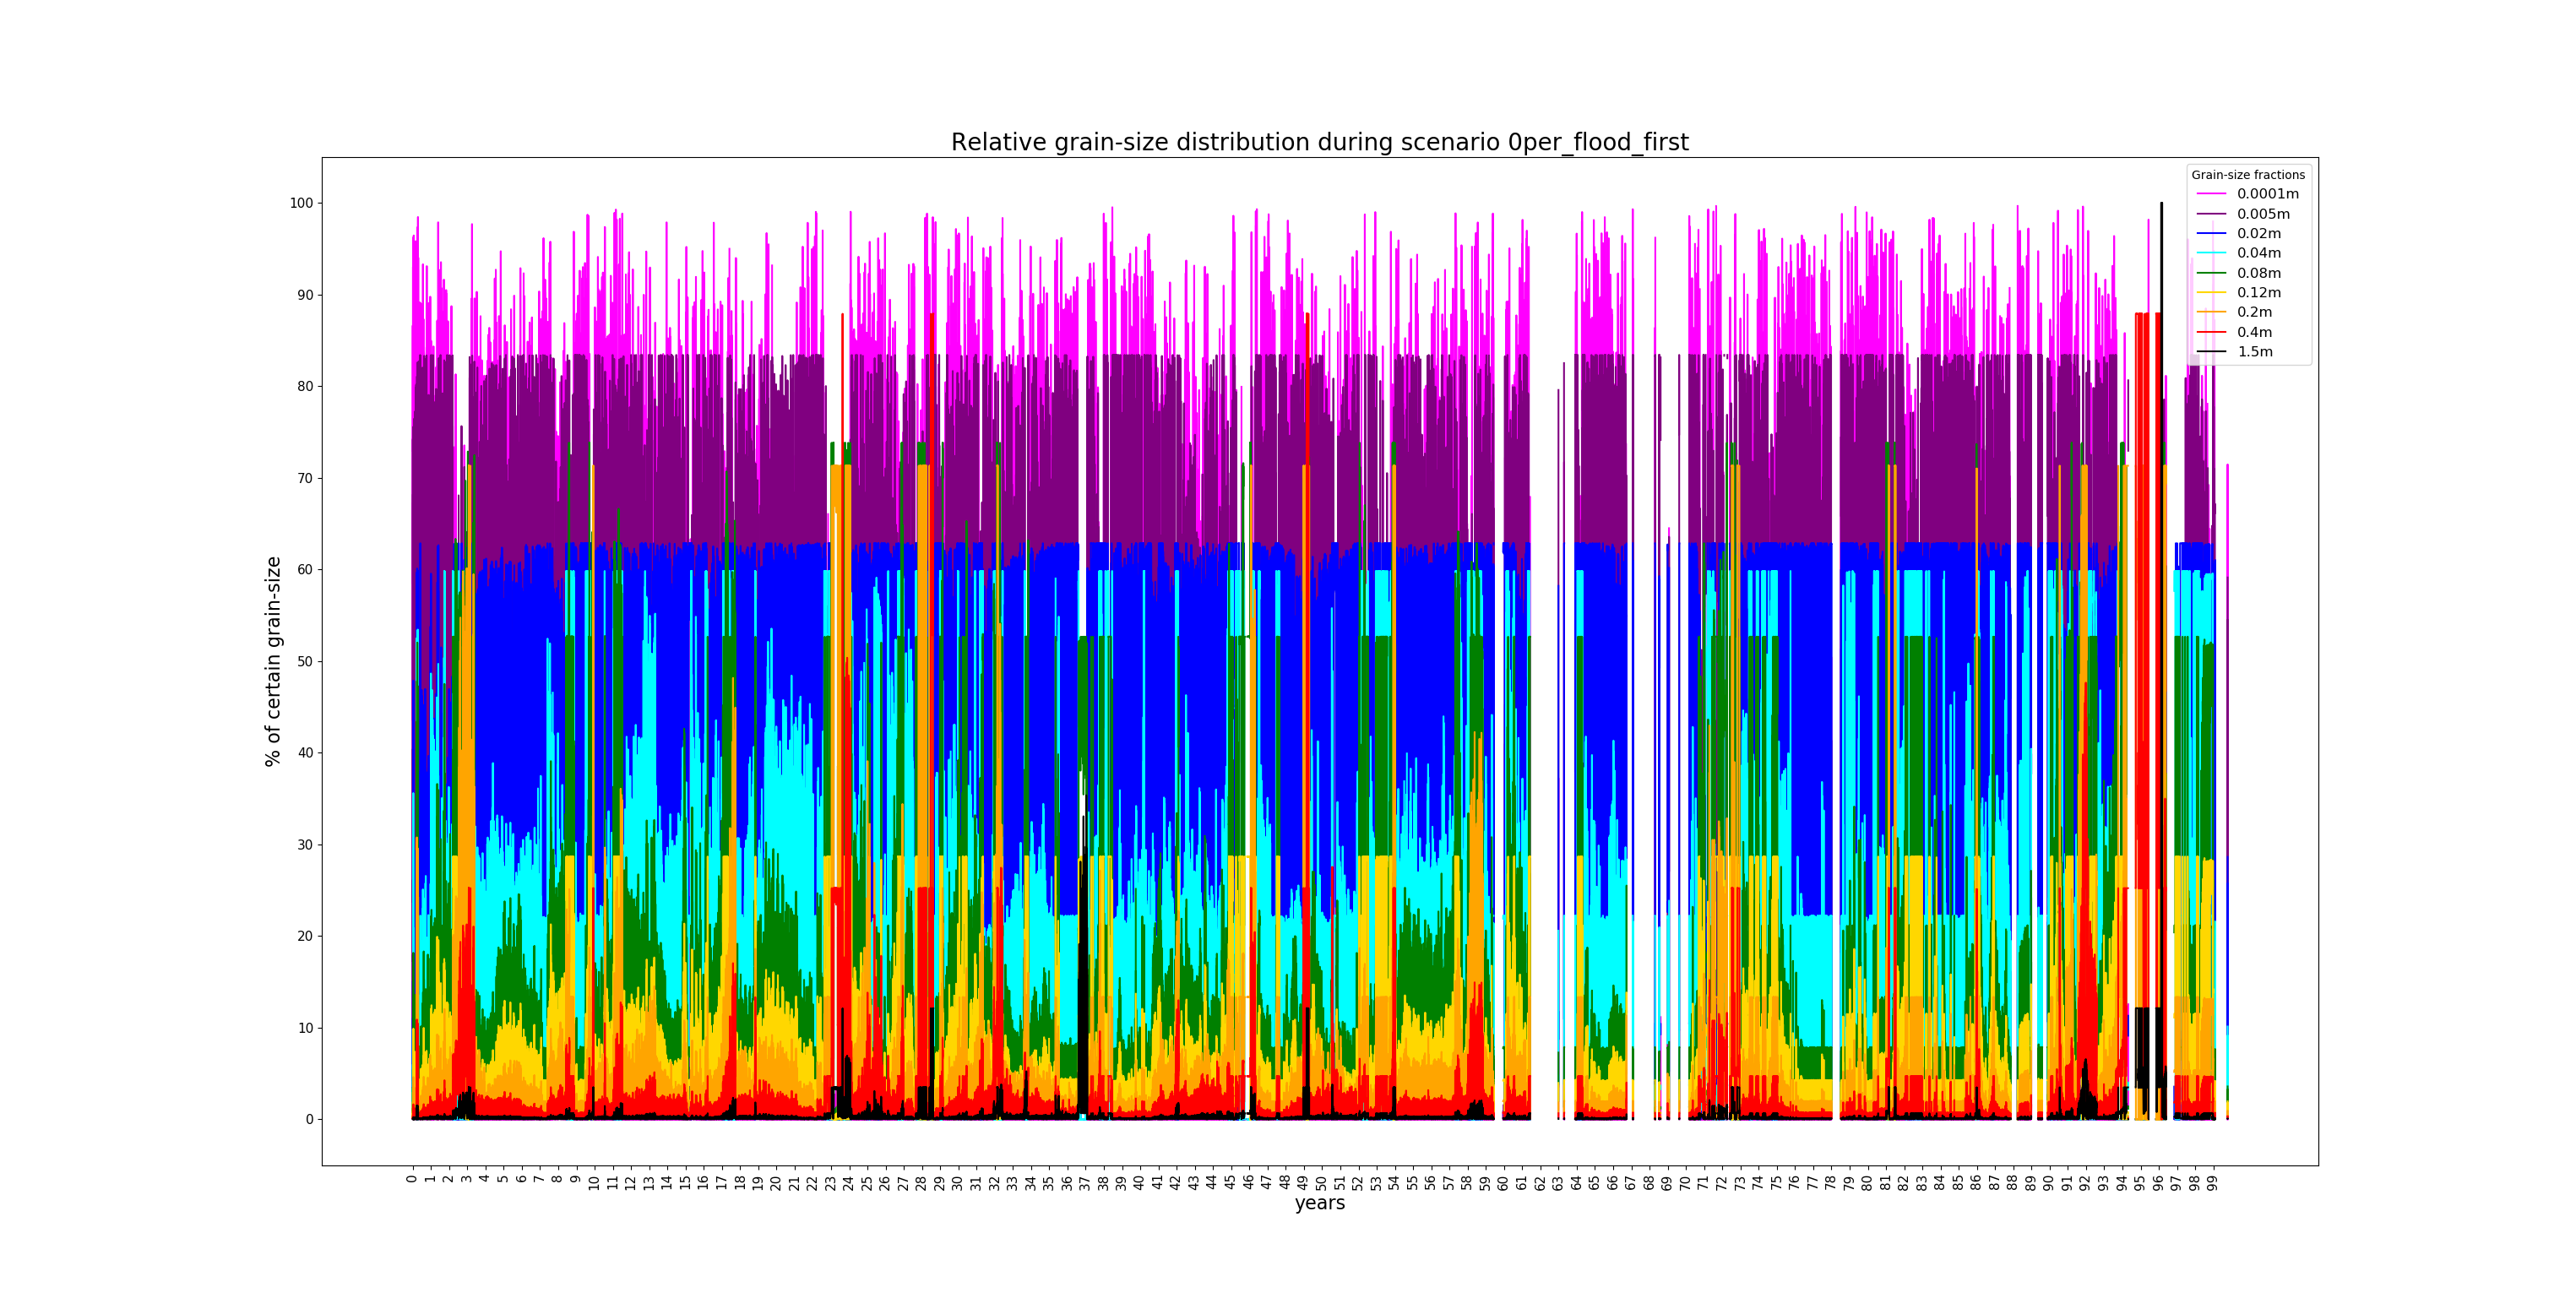 Relative grain-size distribution during scenario 0per_flood_first
Grain-size fractions
0.0001m
0.005m
0.02m
0.04m
0.08m
0.12m
0.2m
0.4m
1.5m
% of certain grain-size
100
90
80
70
60
50
40
30
20
10
0
0 1 2 3 4 5 6 7 8 9 10 11 12 13 14 15 16 17 18 19 20 21 22 23 24 25 26 27 28 29 30 31 32 33 34 35 36 37 38 39 40 41 42 43 44 45 46 47 48 49 50 51 52 53 54 55 56 57 58 59 60 61 62 63 64 65 66 67 68 69 70 71 72 73 74 75 76 77 78 79 80 81 82 83 84 85 86 87 88 89 90 91 92 93 94 95 96 97 98 99
years